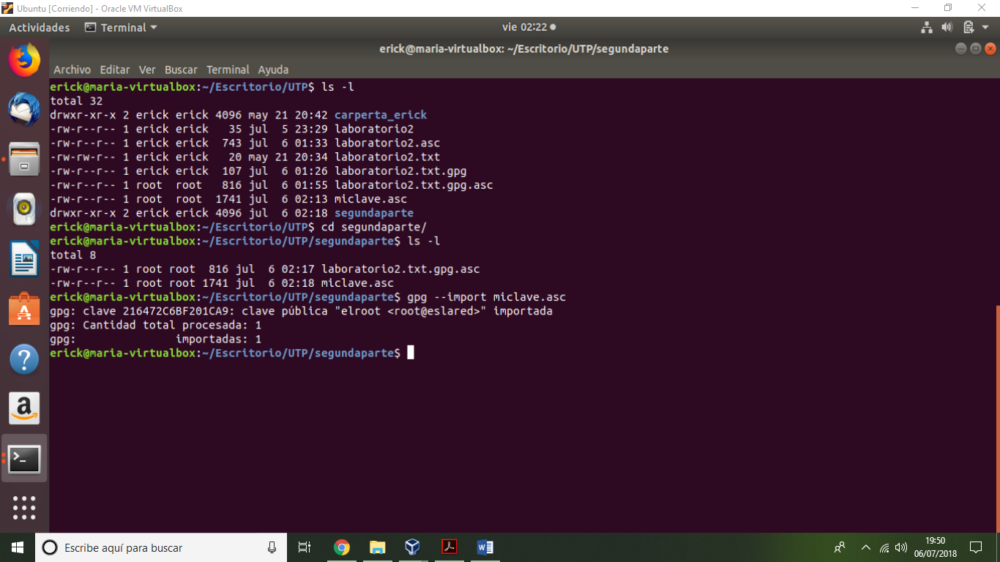 Ubuntu [Corriendo] - Oracle VM VirtualBox
Actividades Terminal vie 02:22
erick@maria-virtualbox: ~/Escritorio/UTP/segundaparte
Archivo Editar Ver Buscar Terminal Ayuda
erick@maria-virtualbox:~/Escritorio/UTP$ ls -l
total 32
drwxr-xr-x 2 erick erick 4096 may 21 20:42 carperta_erick
-rw-r--r-- 1 erick erick   35 jul  5 23:29 laboratorio2
-rw-r--r-- 1 erick erick  743 jul  6 01:33 laboratorio2.asc
-rw-rw-r-- 1 erick erick   20 may 21 20:34 laboratorio2.txt
-rw-r--r-- 1 erick erick  107 jul  6 01:26 laboratorio2.txt.gpg
-rw-r--r-- 1 root  root   816 jul  6 01:55 laboratorio2.txt.gpg.asc
-rw-r--r-- 1 root  root  1741 jul  6 02:13 miclave.asc
drwxr-xr-x 2 erick erick 4096 jul  6 02:18 segundaparte
erick@maria-virtualbox:~/Escritorio/UTP$ cd segundaparte/
erick@maria-virtualbox:~/Escritorio/UTP/segundaparte$ ls -l
total 8
-rw-r--r-- 1 root root  816 jul  6 02:17 laboratorio2.txt.gpg.asc
-rw-r--r-- 1 root root 1741 jul  6 02:18 miclave.asc
erick@maria-virtualbox:~/Escritorio/UTP/segundaparte$ gpg --import miclave.asc
gpg: clave 216472C6BF201CA9: clave pública "elroot <root@eslared>" importada
gpg: Cantidad total procesada: 1
gpg:               importadas: 1
erick@maria-virtualbox:~/Escritorio/UTP/segundaparte$
Escribe aquí para buscar
19:50
06/07/2018